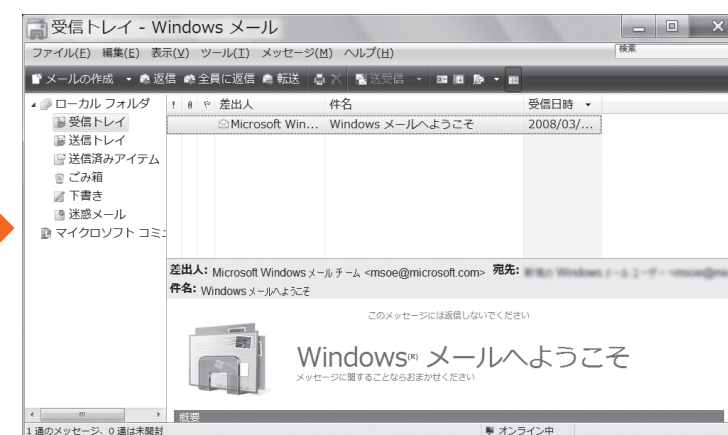 受信トレイ - Windows メール
ファイル(F) 編集(E) 表示(V) ツール(T) メッセージ(M) ヘルプ(H)
検索
メールの作成 返信 全員に返信 転送 送受信
ローカル フォルダ
受信トレイ
送信トレイ
送信済みアイテム
ごみ箱
下書き
迷惑メール
マイクロソフト コミュ
! 差出人 件名 受信日時
Microsoft Win... Windows メールへようこそ 2008/03/...
差出人: Microsoft Windows メール チーム <msoe@microsoft.com> 宛先:
件名: Windows メールへようこそ
このメッセージには返信しないでください
Windows(R) メールへようこそ
メッセージに関することならおまかせください
概要
1 通のメッセージ、0 通は未開封
オンライン中